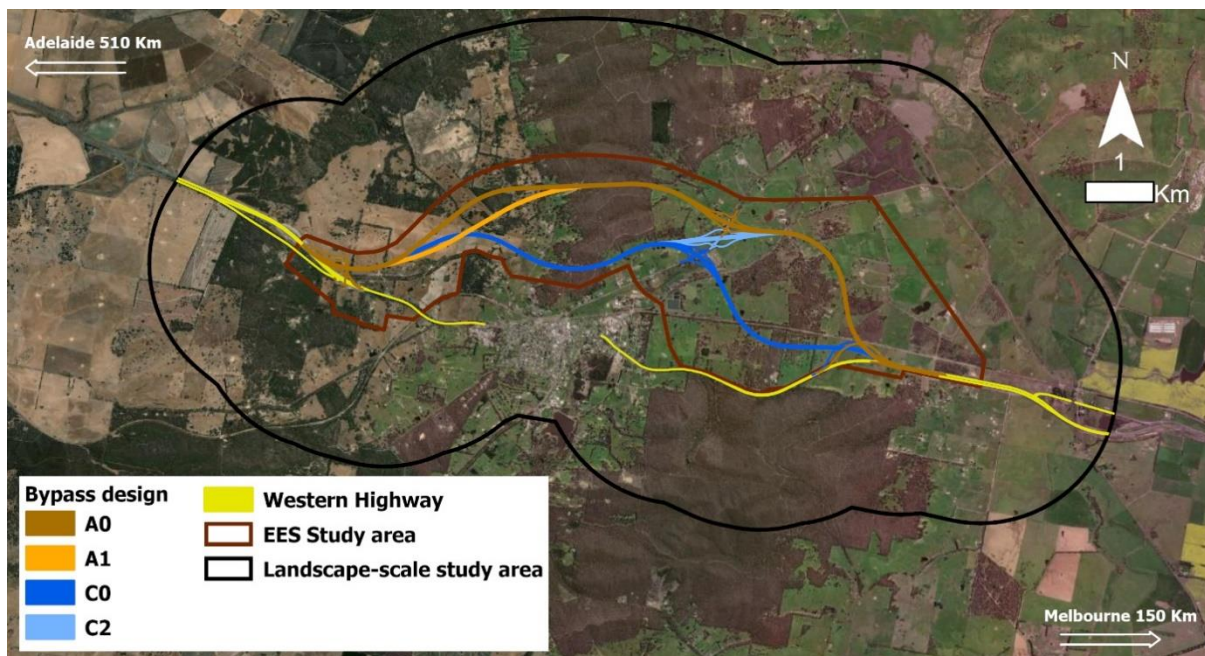 Adelaide 510 Km
N
1
Km
Bypass design
A0
A1
C0
C2
Western Highway
EES Study area
Landscape-scale study area
Melbourne 150 Km